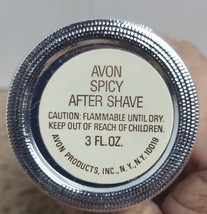 AVON
SPICY
AFTER SHAVE
CAUTION: FLAMMABLE UNTIL DRY.
KEEP OUT OF REACH OF CHILDREN.
3 FL.OZ.
AVON PRODUCTS, INC., N.Y., N.Y. 10019